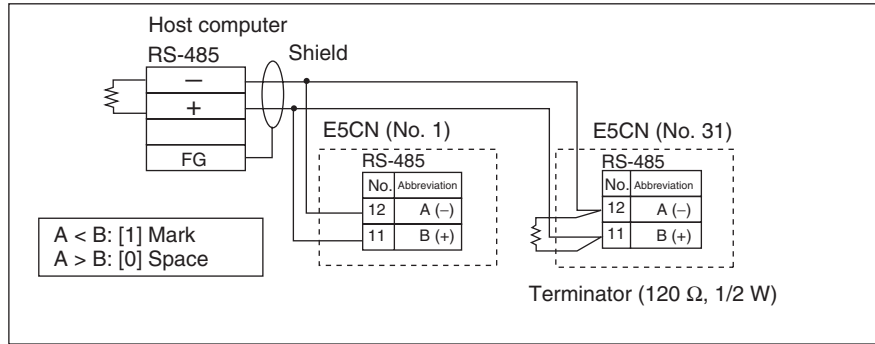 Host computer
RS-485
Shield
−
+
FG
E5CN (No. 1)
RS-485
No. Abbreviation
12 A (−)
11 B (+)
E5CN (No. 31)
RS-485
No. Abbreviation
12 A (−)
11 B (+)
A < B: [1] Mark
A > B: [0] Space
Terminator (120 Ω, 1/2 W)